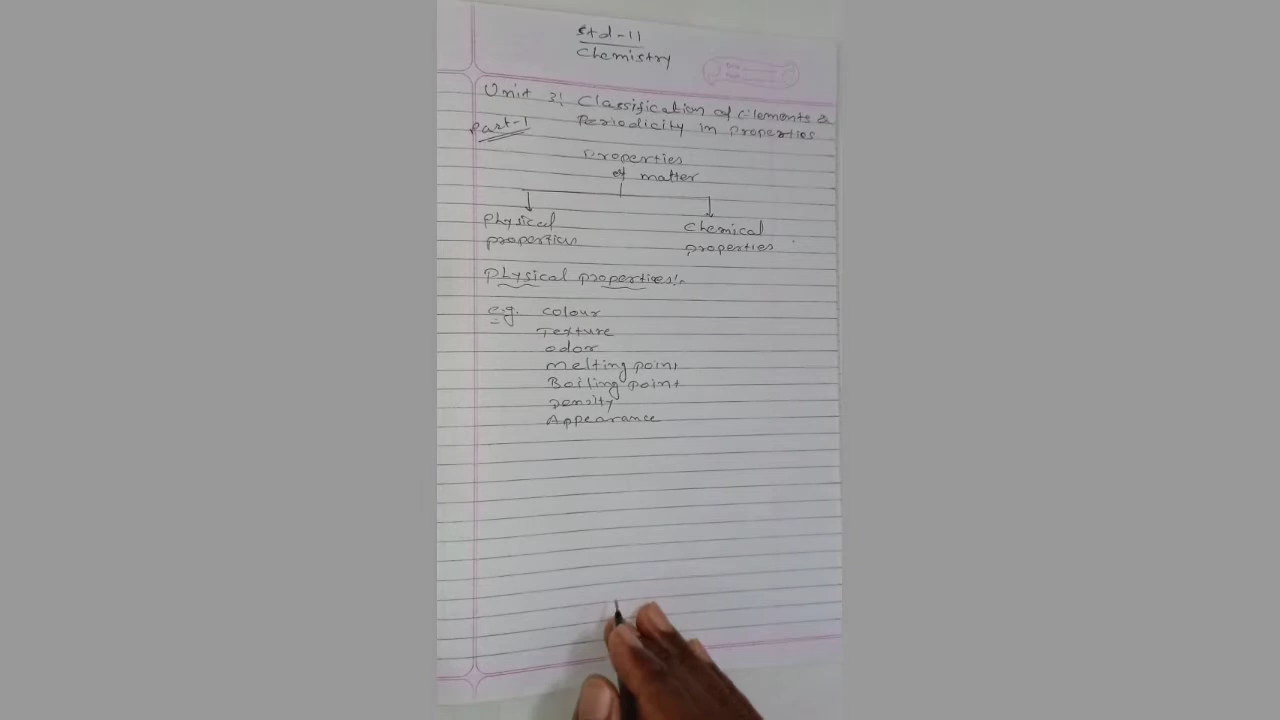 Std-11
Chemistry
Unit 3: Classification of Elements &
Periodicity in properties
Part-1
Properties
of matter
Physical
properties
Chemical
properties
Physical properties:-
e.g. Colour
Texture
odor
Melting point
Boiling point
Density
Appearance